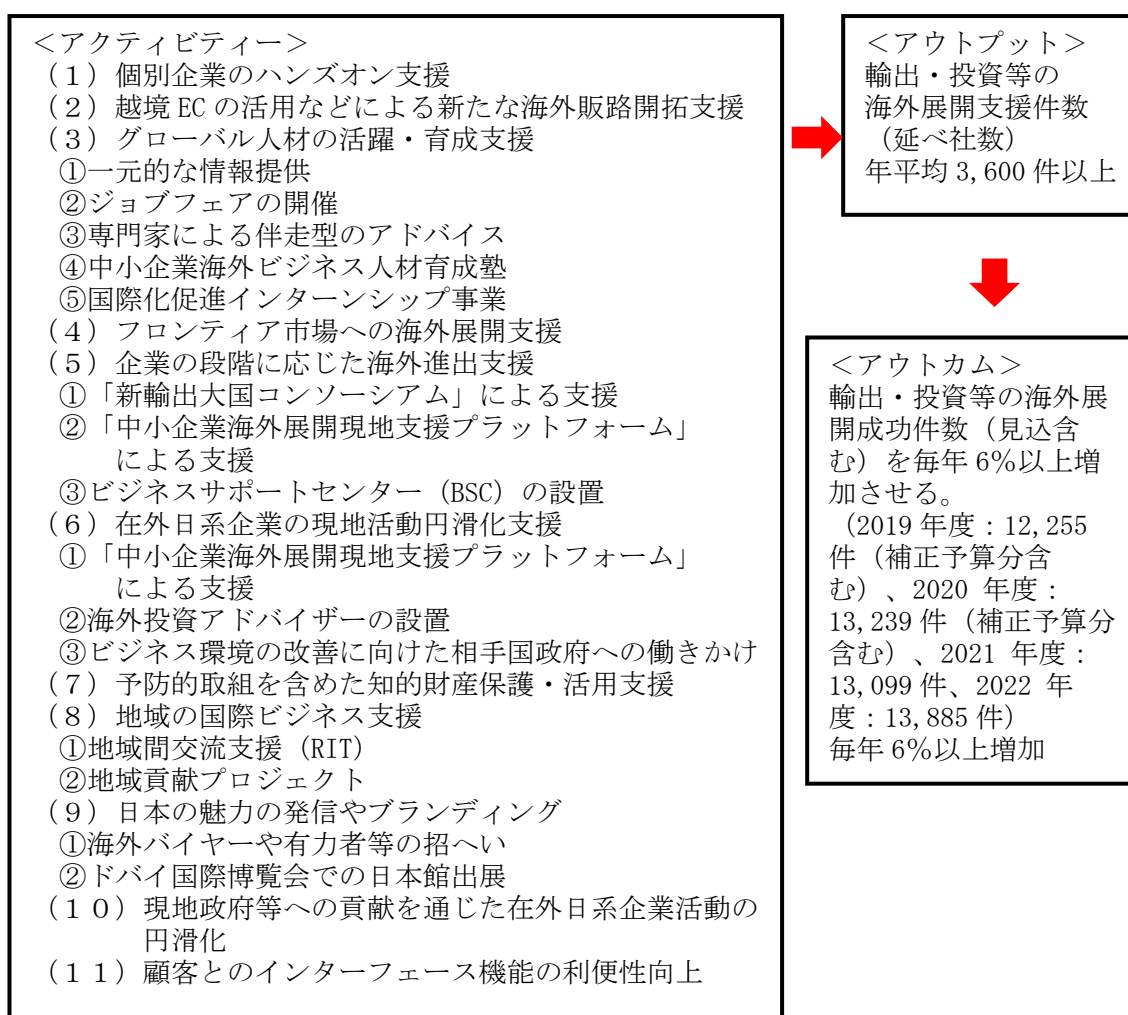 ＜アクティビティー＞
（１）個別企業のハンズオン支援
（２）越境 EC の活用などによる新たな海外販路開拓支援
（３）グローバル人材の活躍・育成支援
①一元的な情報提供
②ジョブフェアの開催
③専門家による伴走型のアドバイス
④中小企業海外ビジネス人材育成塾
⑤国際化促進インターンシップ事業
（４）フロンティア市場への海外展開支援
（５）企業の段階に応じた海外進出支援
①「新輸出大国コンソーシアム」による支援
②「中小企業海外展開現地支援プラットフォーム」
による支援
③ビジネスサポートセンター（BSC）の設置
（６）在外日系企業の現地活動円滑化支援
①「中小企業海外展開現地支援プラットフォーム」
による支援
②海外投資アドバイザーの設置
③ビジネス環境の改善に向けた相手国政府への働きかけ
（７）予防的取組を含めた知的財産保護・活用支援
（８）地域の国際ビジネス支援
①地域間交流支援（RIT）
②地域貢献プロジェクト
（９）日本の魅力の発信やブランディング
①海外バイヤーや有力者等の招へい
②ドバイ国際博覧会での日本館出展
（１０）現地政府等への貢献を通じた在外日系企業活動の
円滑化
（１１）顧客とのインターフェース機能の利便性向上
＜アウトプット＞
輸出・投資等の
海外展開支援件数
（延べ社数）
年平均 3,600 件以上
＜アウトカム＞
輸出・投資等の海外展
開成功件数（見込含
む）を毎年 6％以上増
加させる。
（2019 年度：12,255
件（補正予算分含
む）、2020 年度：
13,239 件（補正予算分
含む）、2021 年度：
13,099 件、2022 年
度：13,885 件）
毎年 6％以上増加